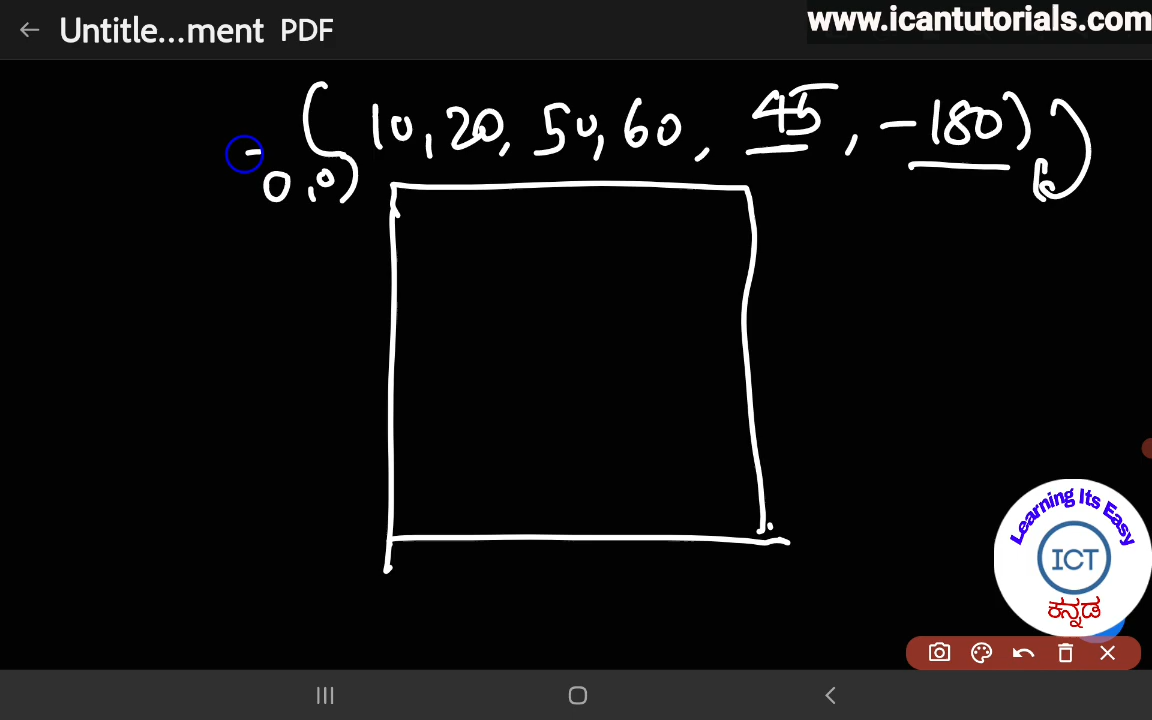 Untitle...ment PDF
www.icantutorials.com
(10, 20, 50, 60, 45, -180)
0,0)
Learning Its Easy
ICT
ಕನ್ನಡ